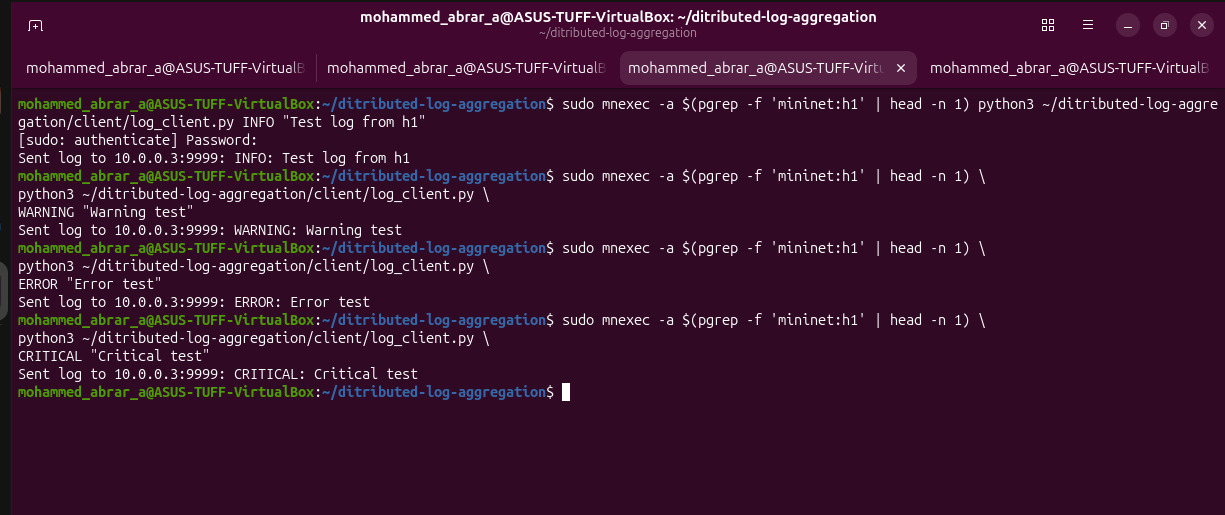 mohammed_abrar_a@ASUS-TUFF-VirtualBox: ~/ditributed-log-aggregation
~/ditributed-log-aggregation
mohammed_abrar_a@ASUS-TUFF-VirtualB
mohammed_abrar_a@ASUS-TUFF-VirtualB
mohammed_abrar_a@ASUS-TUFF-Virtu
mohammed_abrar_a@ASUS-TUFF-VirtualB
mohammed_abrar_a@ASUS-TUFF-VirtualBox:~/ditributed-log-aggregation$ sudo mnexec -a $(pgrep -f 'mininet:h1' | head -n 1) python3 ~/ditributed-log-aggre
gation/client/log_client.py INFO "Test log from h1"
[sudo: authenticate] Password:
Sent log to 10.0.0.3:9999: INFO: Test log from h1
mohammed_abrar_a@ASUS-TUFF-VirtualBox:~/ditributed-log-aggregation$ sudo mnexec -a $(pgrep -f 'mininet:h1' | head -n 1) \
python3 ~/ditributed-log-aggregation/client/log_client.py \
WARNING "Warning test"
Sent log to 10.0.0.3:9999: WARNING: Warning test
mohammed_abrar_a@ASUS-TUFF-VirtualBox:~/ditributed-log-aggregation$ sudo mnexec -a $(pgrep -f 'mininet:h1' | head -n 1) \
python3 ~/ditributed-log-aggregation/client/log_client.py \
ERROR "Error test"
Sent log to 10.0.0.3:9999: ERROR: Error test
mohammed_abrar_a@ASUS-TUFF-VirtualBox:~/ditributed-log-aggregation$ sudo mnexec -a $(pgrep -f 'mininet:h1' | head -n 1) \
python3 ~/ditributed-log-aggregation/client/log_client.py \
CRITICAL "Critical test"
Sent log to 10.0.0.3:9999: CRITICAL: Critical test
mohammed_abrar_a@ASUS-TUFF-VirtualBox:~/ditributed-log-aggregation$